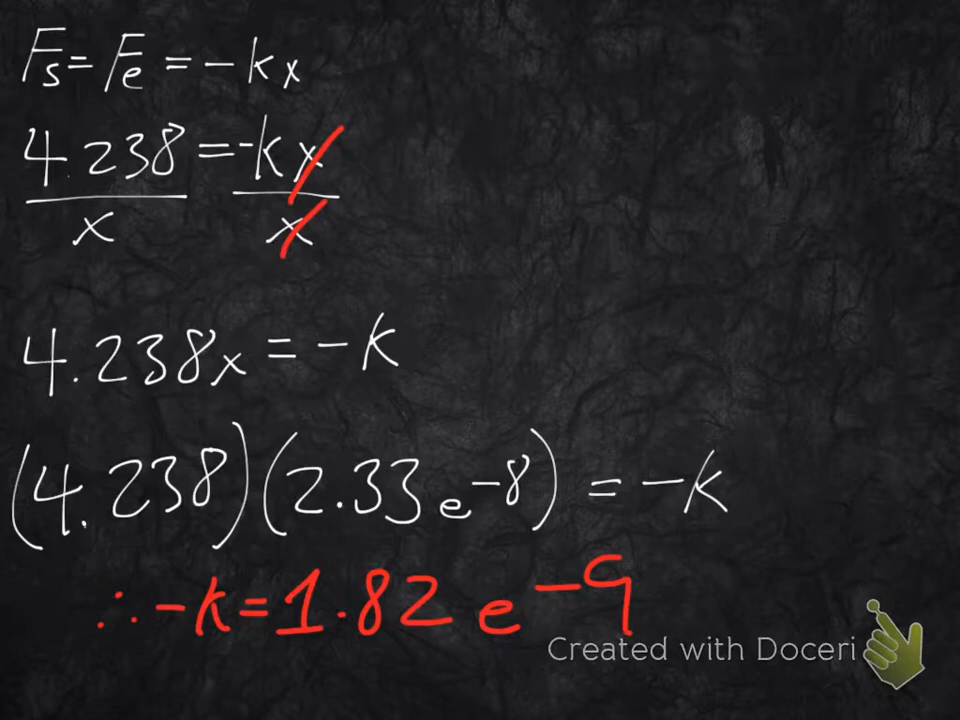 Fs = Fe = -kx
4.238 = -kx
x x
4.238x = -k
(4.238)(2.33e-8) = -k
∴ -k = 1.82 e-9
Created with Doceri